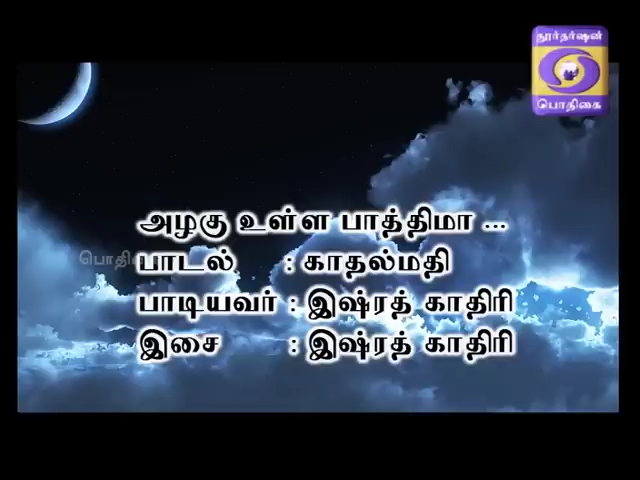 தூர்தர்ஷன்
பொதிகை
அழகு உள்ள பாத்திமா ...
பாடல் : காதல்மதி
பாடியவர் : இஷ்ரத் காதிரி
இசை : இஷ்ரத் காதிரி